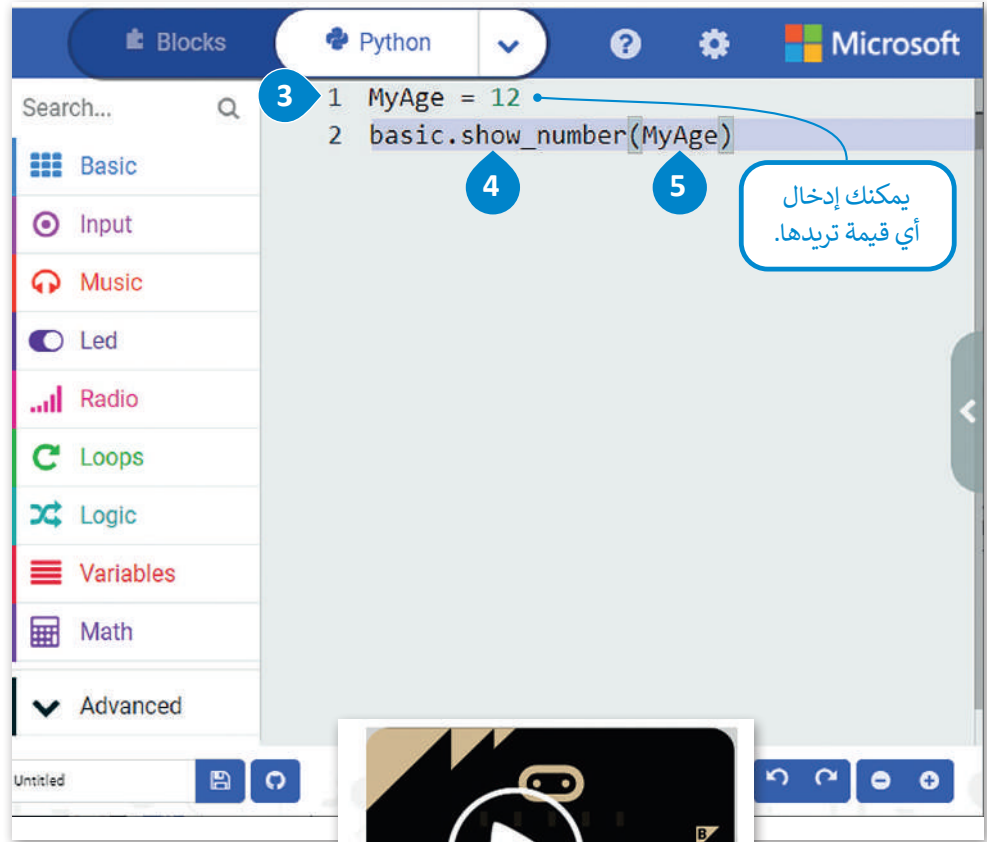 Blocks
Python
Microsoft
Search...
3
1 MyAge = 12
2 basic.show_number(MyAge)
4
5
يمكنك إدخال
أي قيمة تريدها.
Basic
Input
Music
Led
Radio
Loops
Logic
Variables
Math
Advanced
Untitled
B